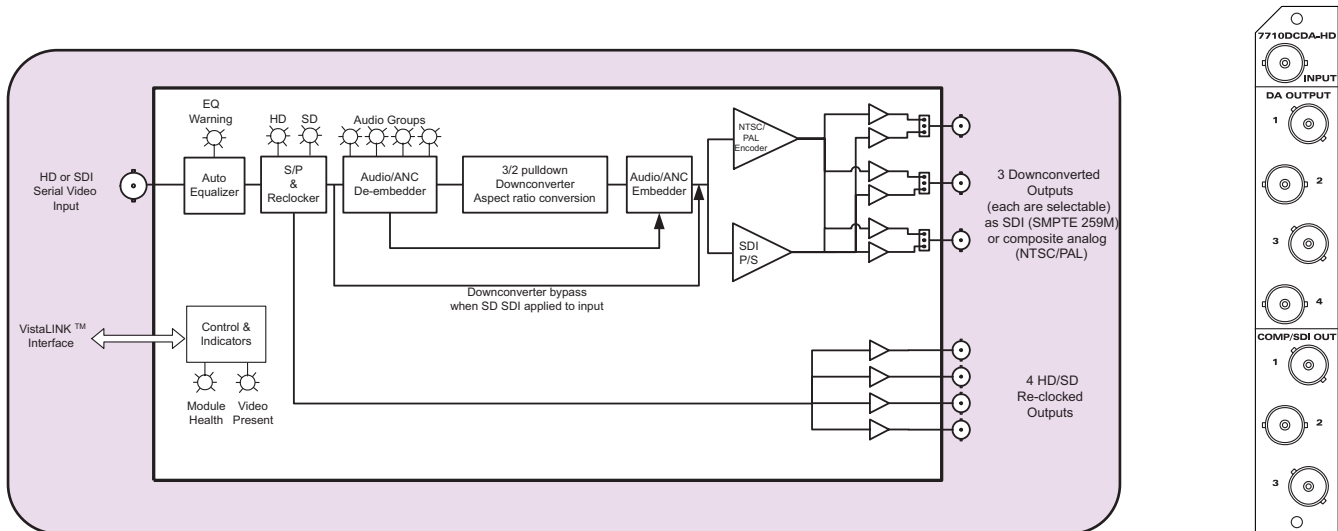 EQ
Warning
HD
SD
Audio Groups
HD or SDI
Serial Video
Input
Auto
Equalizer
S/P
&
Reclocker
Audio/ANC
De-embedder
3/2 pulldown
Downconverter
Aspect ratio conversion
Audio/ANC
Embedder
NTSC/
PAL
Encoder
SDI
P/S
3 Downconverted
Outputs
(each are selectable)
as SDI (SMPTE 259M)
or composite analog
(NTSC/PAL)
Downconverter bypass
when SD SDI applied to input
VistaLINK TM
Interface
Control &
Indicators
Module
Health
Video
Present
4 HD/SD
Re-clocked
Outputs
7710DCDA-HD
INPUT
DA OUTPUT
1
2
3
4
COMP/SDI OUT
1
2
3